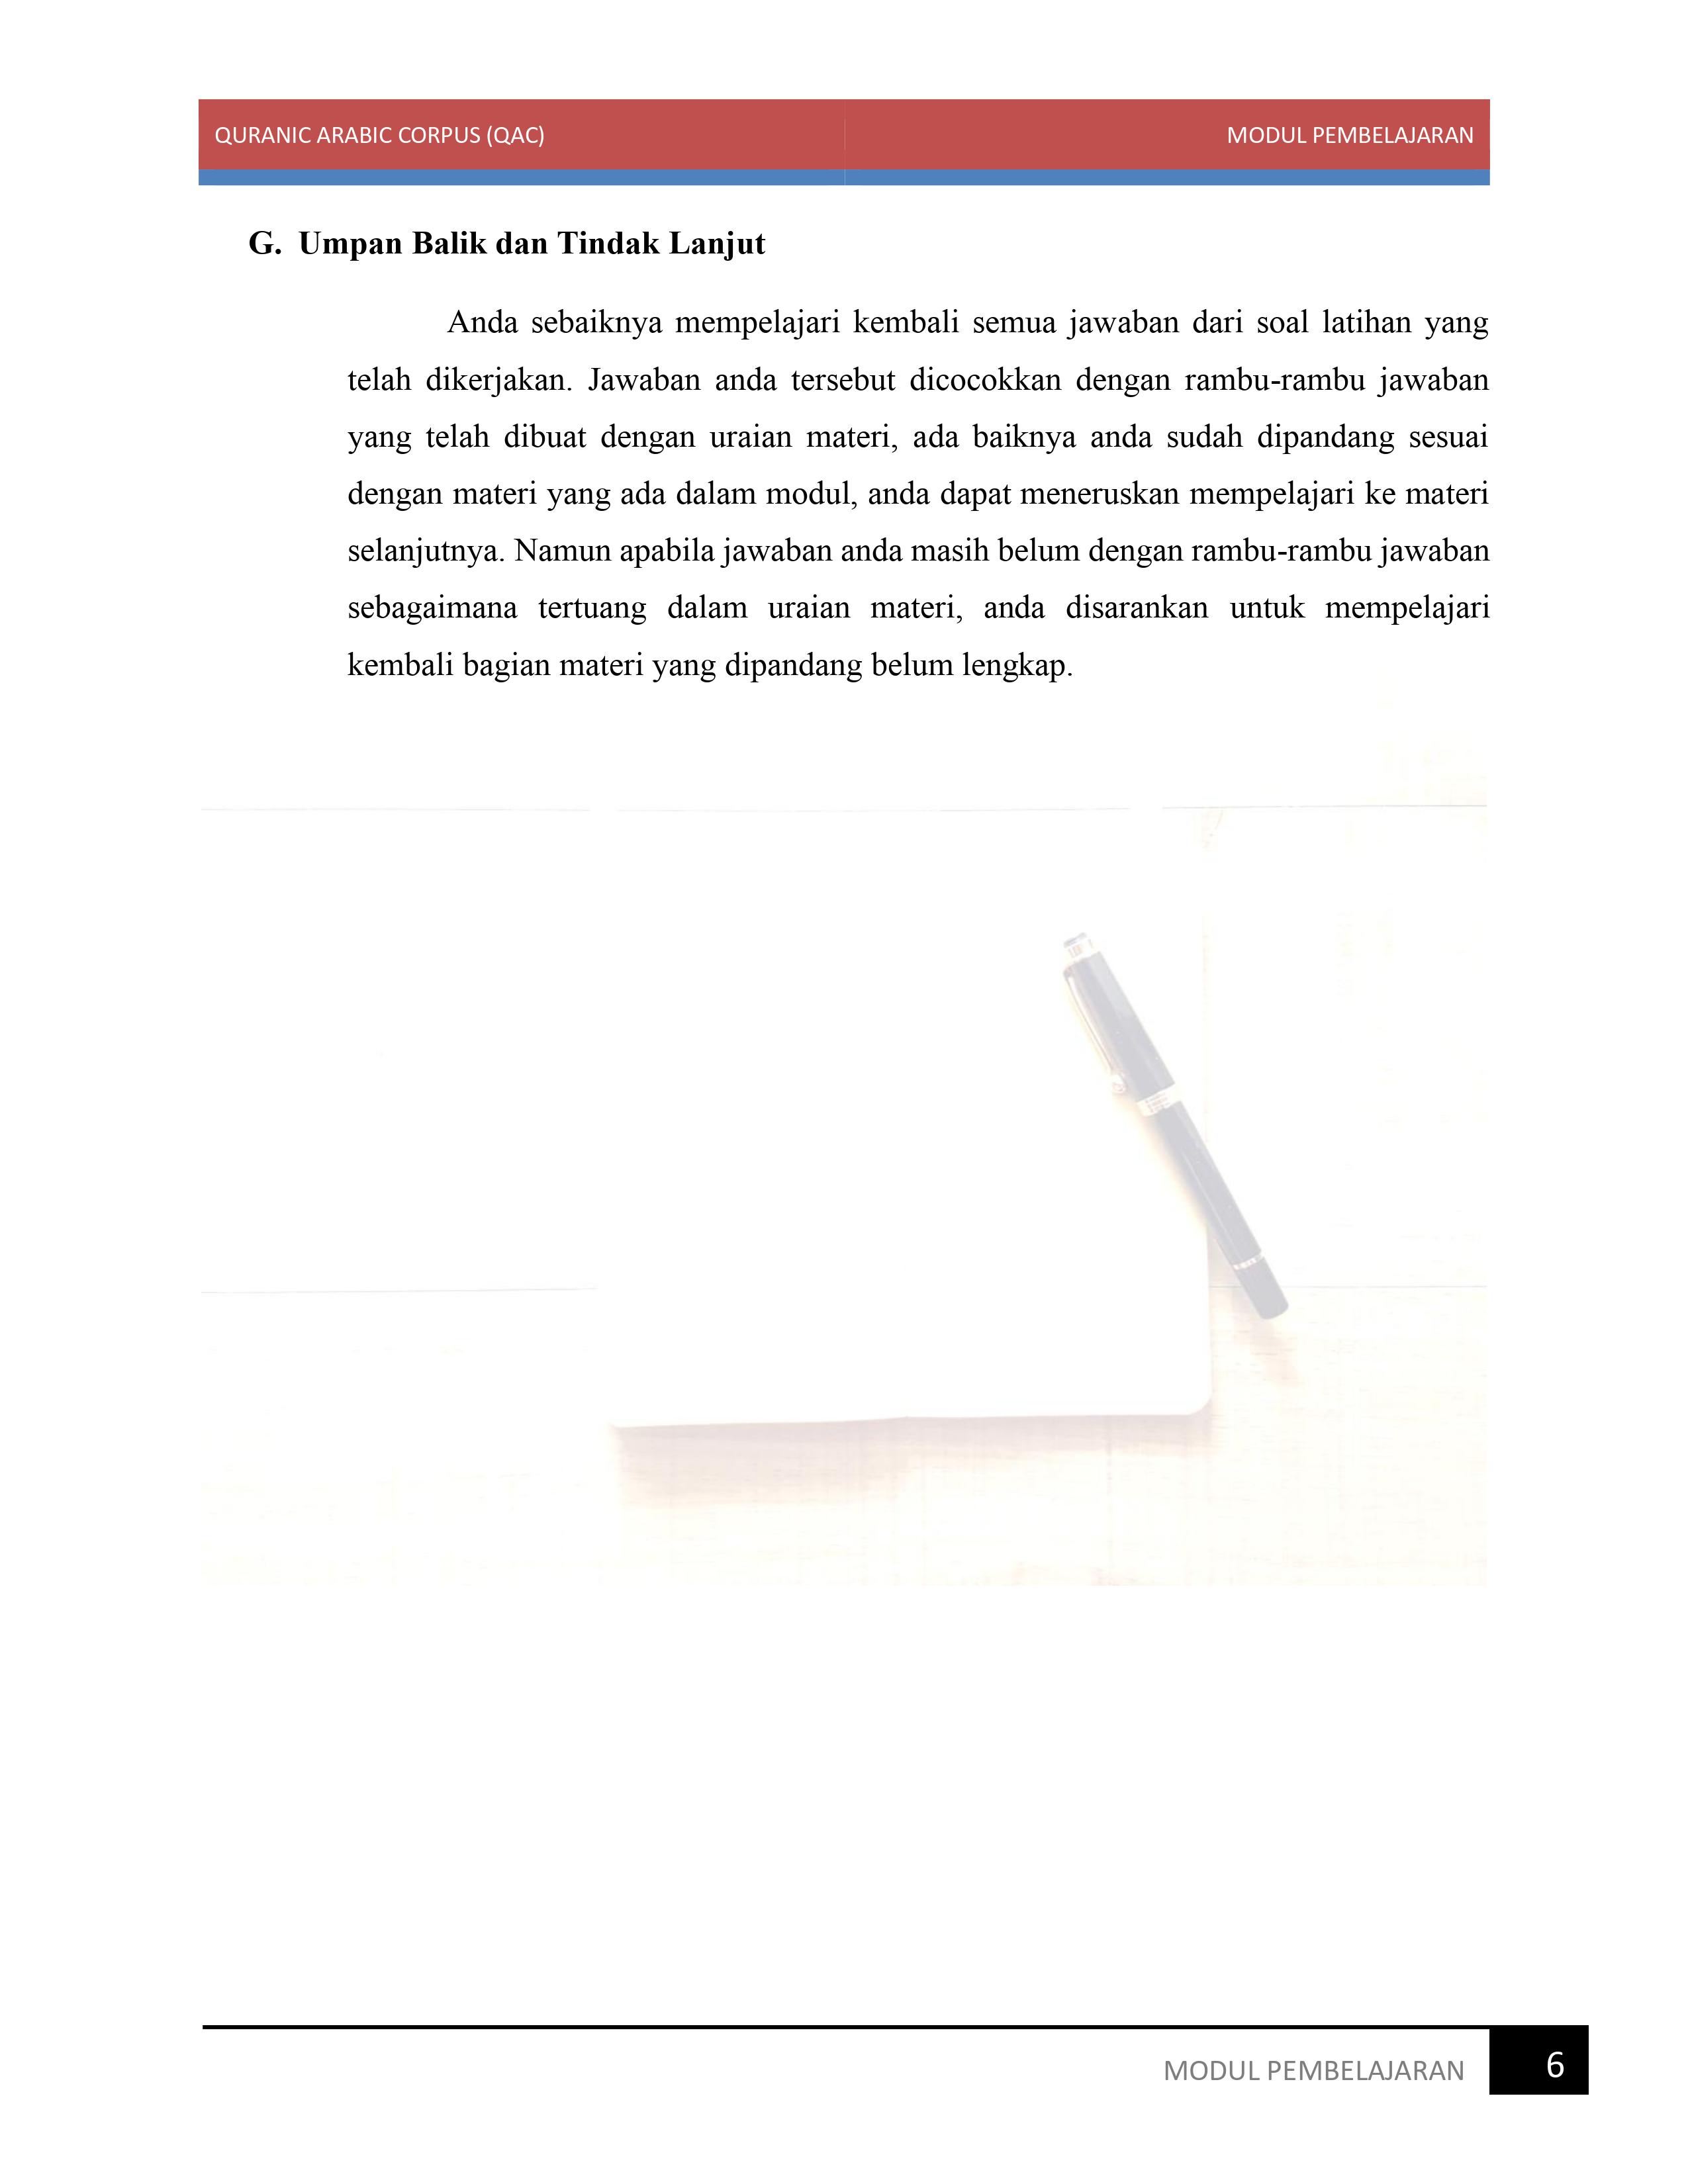 QURANIC ARABIC CORPUS (QAC) MODUL PEMBELAJARAN
G. Umpan Balik dan Tindak Lanjut
Anda sebaiknya mempelajari kembali semua jawaban dari soal latihan yang
telah dikerjakan. Jawaban anda tersebut dicocokkan dengan rambu-rambu jawaban
yang telah dibuat dengan uraian materi, ada baiknya anda sudah dipandang sesuai
dengan materi yang ada dalam modul, anda dapat meneruskan mempelajari ke materi
selanjutnya. Namun apabila jawaban anda masih belum dengan rambu-rambu jawaban
sebagaimana tertuang dalam uraian materi, anda disarankan untuk mempelajari
kembali bagian materi yang dipandang belum lengkap.
MODUL PEMBELAJARAN 6